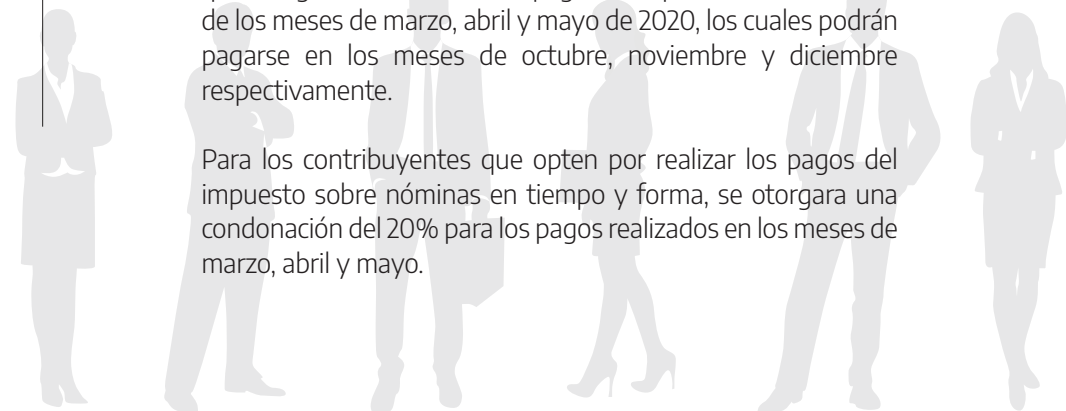 de los meses de marzo, abril y mayo de 2020, los cuales podrán
pagarse en los meses de octubre, noviembre y diciembre
respectivamente.
Para los contribuyentes que opten por realizar los pagos del
impuesto sobre nóminas en tiempo y forma, se otorgara una
condonación del 20% para los pagos realizados en los meses de
marzo, abril y mayo.